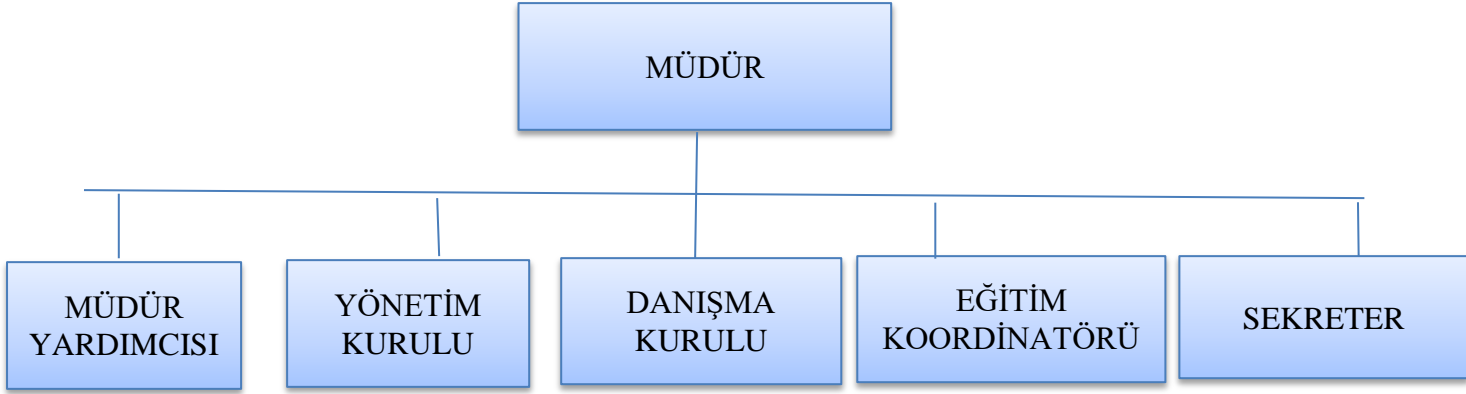 MÜDÜR
MÜDÜR
YARDIMCISI
YÖNETİM
KURULU
DANIŞMA
KURULU
EĞİTİM
KOORDİNATÖRÜ
SEKRETER